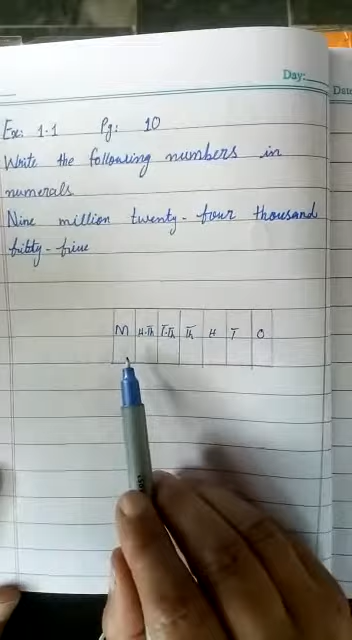 Day:
Date
Ex: 1.1 Pg: 10
Write the following numbers in
numerals
Nine million twenty-four thousand
fifty-five
M H.Th T.Th Th H T O